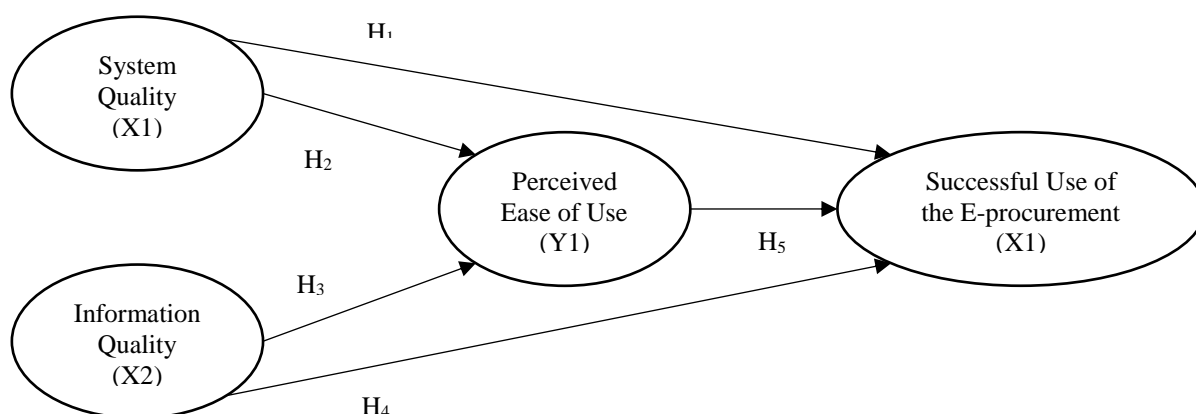 H₁
System
Quality
(X1)
H₂
Perceived
Ease of Use
(Y1)
Successful Use of
the E-procurement
(X1)
H₅
H₃
Information
Quality
(X2)
H₄